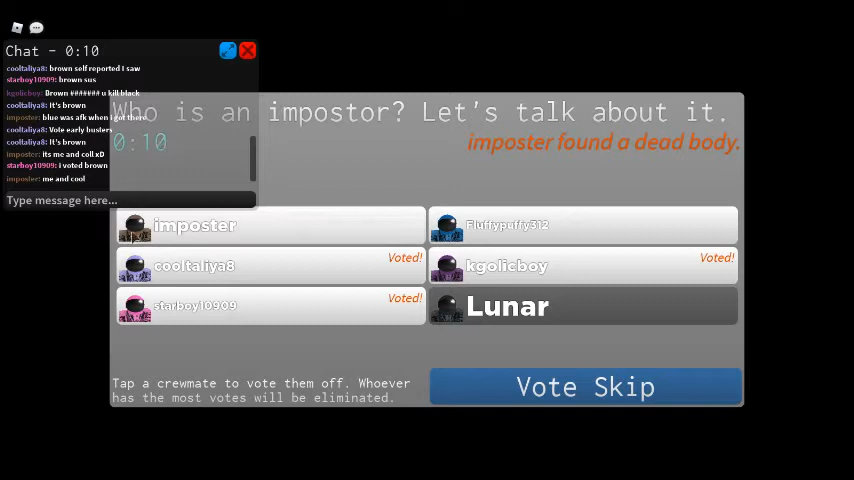 Chat - 0:10
cooltaliya8: brown self reported I saw
starboy10909: brown sus
kgolicboy: Brown ####### u kill black
cooltaliya8: It's brown
imposter: blue was afk when i got there
cooltaliya8: Vote early busters
cooltaliya8: It's brown
imposter: its me and coll xD
starboy10909: i voted brown
imposter: me and cool
Type message here...
Who is an impostor? Let's talk about it.
0:10
imposter found a dead body.
imposter
Fluffypuffy312
cooltaliya8
Voted!
kgolicboy
Voted!
starboy10909
Voted!
Lunar
Tap a crewmate to vote them off. Whoever
has the most votes will be eliminated.
Vote Skip